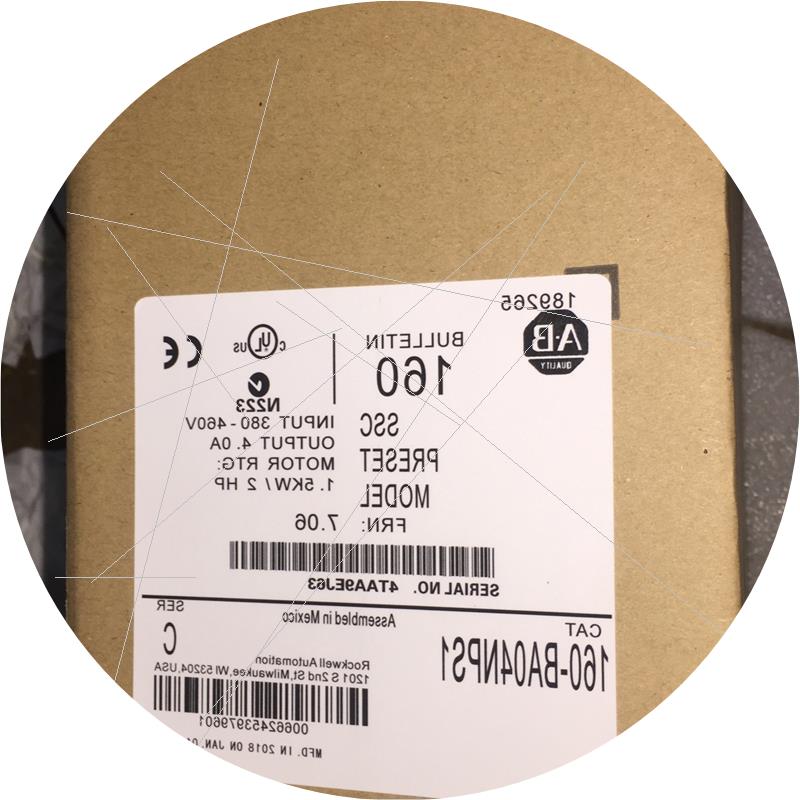 189265
A-B
QUALITY
BULLETIN
160
SSC
PRESET
MODEL
FRN: 7.06
CE
C UL US
N223
INPUT 380-460V
OUTPUT 4.0A
MOTOR RTG:
1.5KW / 2 HP
SERIAL NO. 4TAA9EJ63
CAT
160-BA04NPS1
Assembled in Mexico
SER
C
Rockwell Automation
1201 S 2nd St, Milwaukee, WI 53204, USA
00662453979601
MFD. IN 2018 ON JAN.